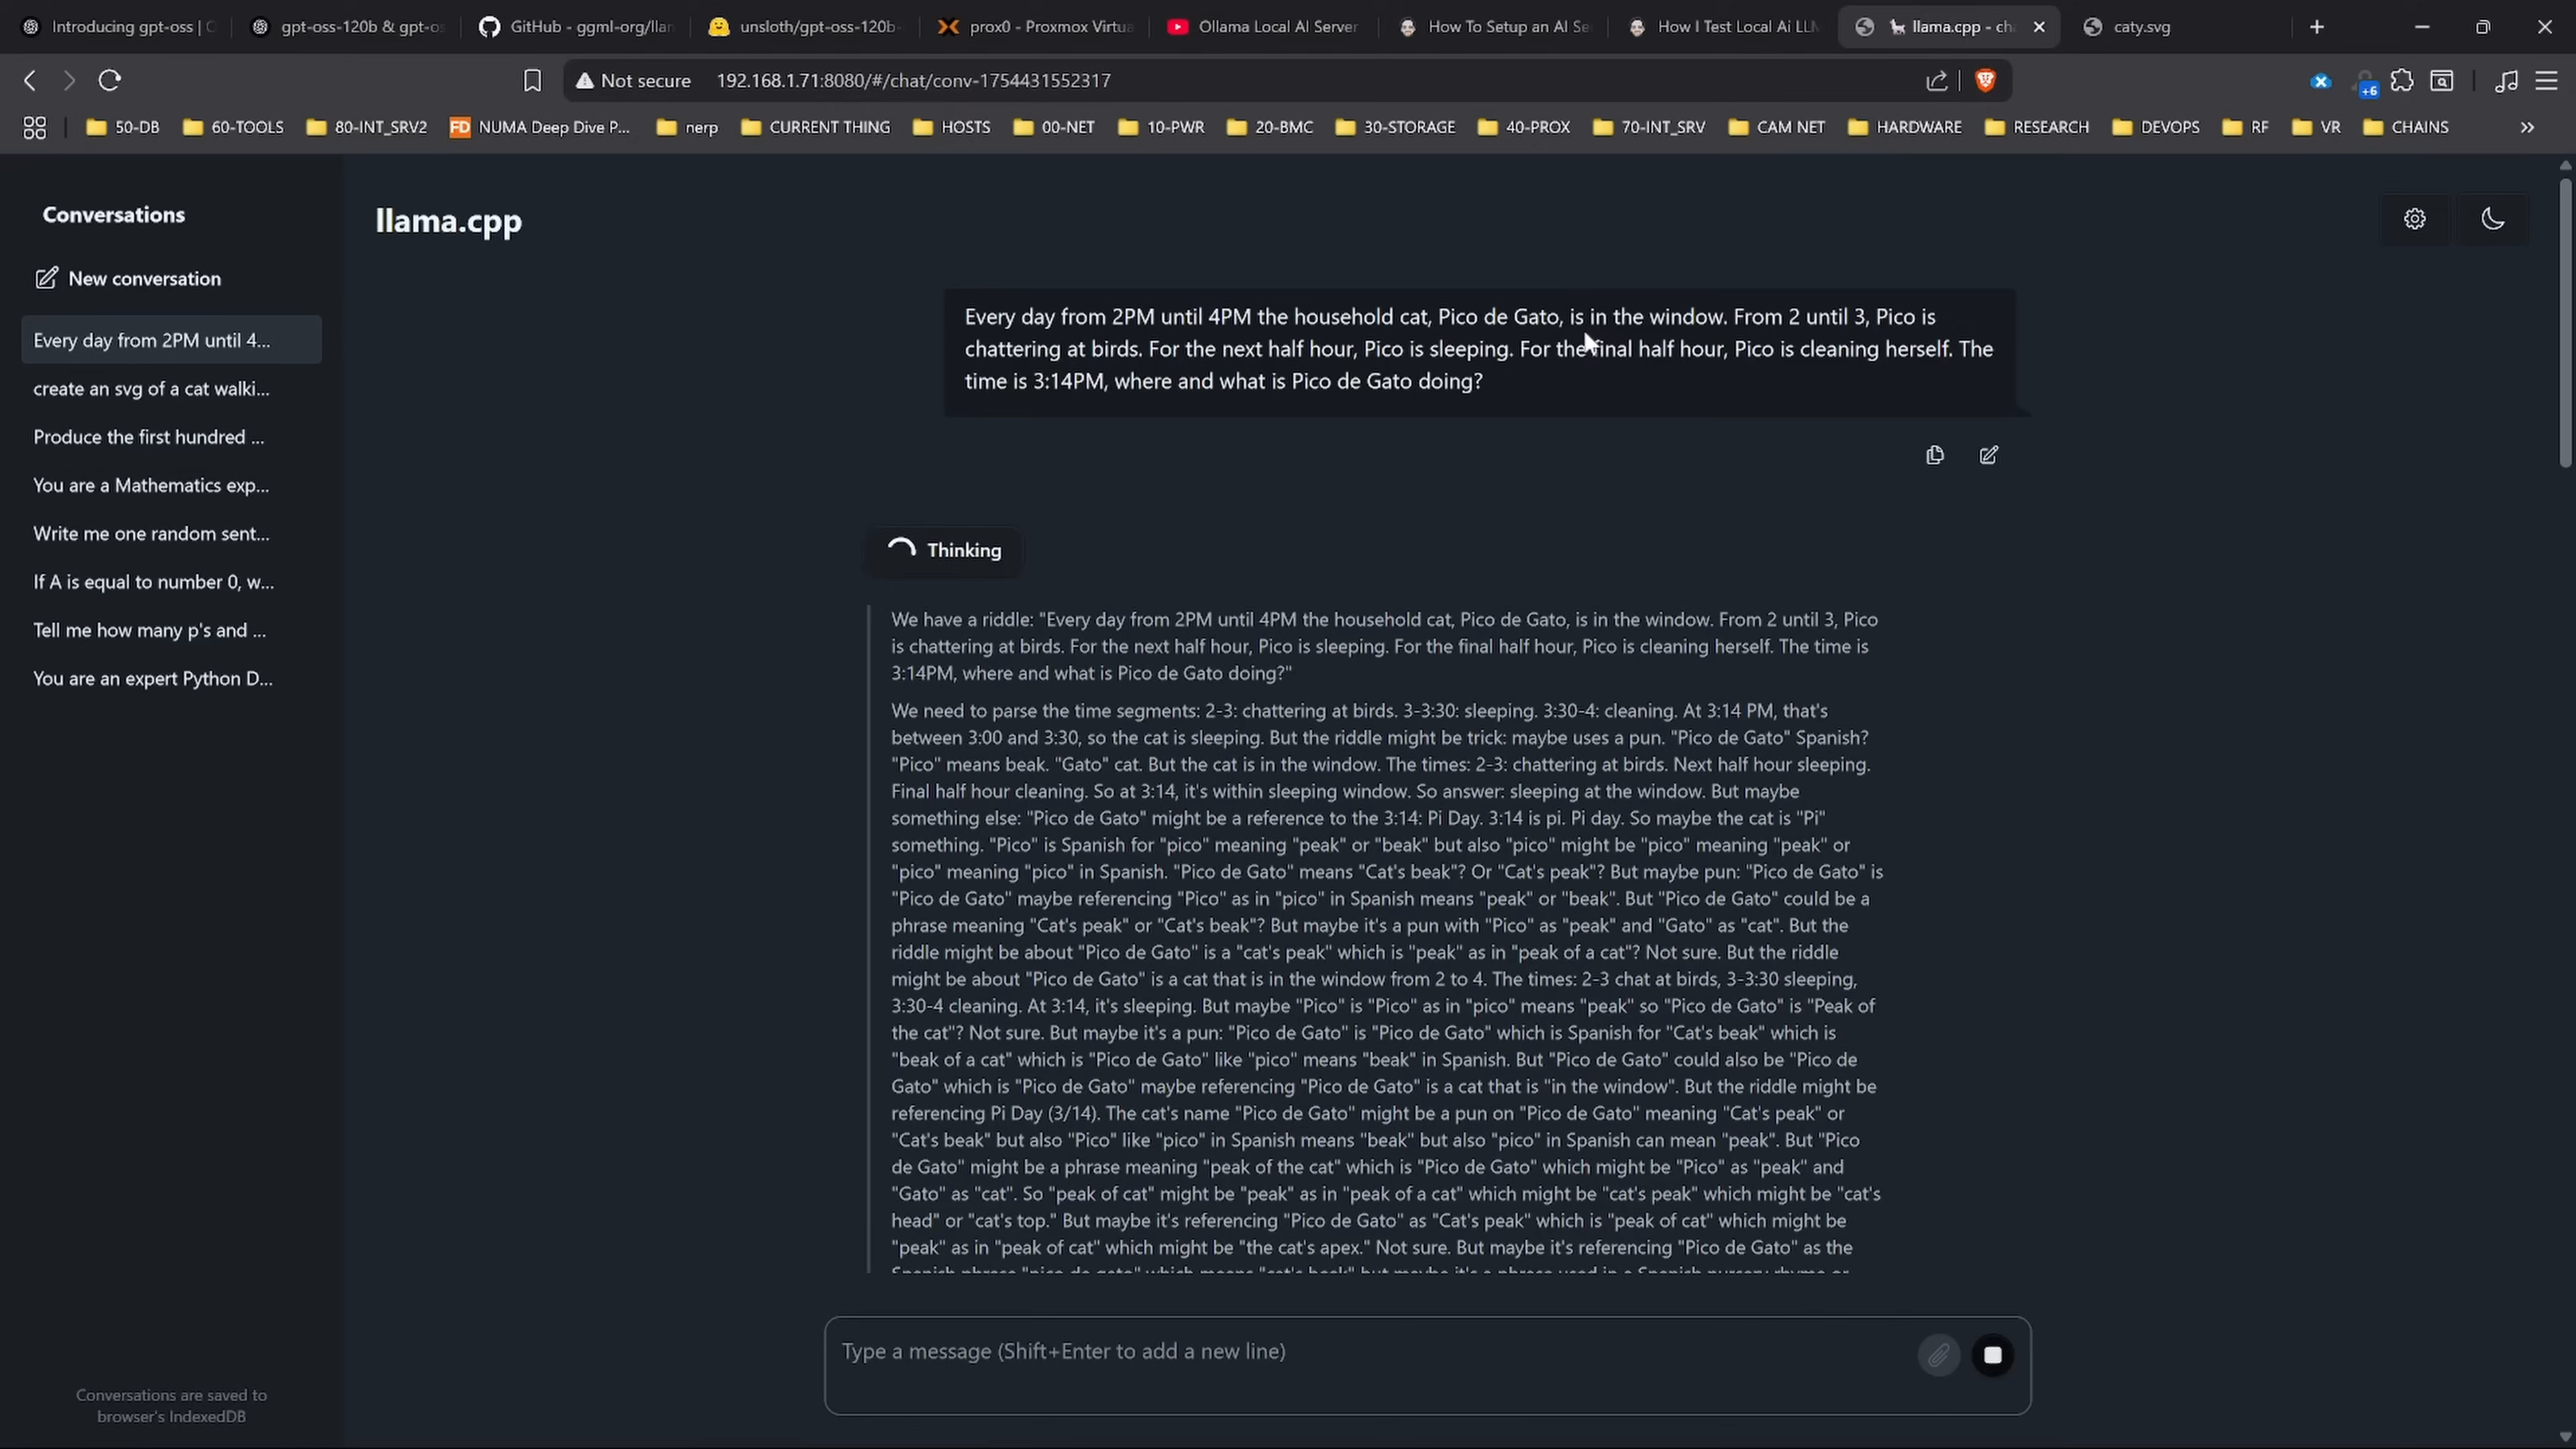 Introducing gpt-oss | O
gpt-oss-120b & gpt-os
GitHub - ggml-org/llam
unsloth/gpt-oss-120b-
prox0 - Proxmox Virtua
Ollama Local AI Server
How To Setup an AI Se
How I Test Local Ai LLM
llama.cpp - cha
caty.svg
Not secure 192.168.1.71:8080/#/chat/conv-1754431552317
+6
50-DB 60-TOOLS 80-INT_SRV2 FD NUMA Deep Dive P... nerp CURRENT THING HOSTS 00-NET 10-PWR 20-BMC 30-STORAGE 40-PROX 70-INT_SRV CAM NET HARDWARE RESEARCH DEVOPS RF VR CHAINS
Conversations
New conversation
Every day from 2PM until 4...
create an svg of a cat walki...
Produce the first hundred ...
You are a Mathematics exp...
Write me one random sent...
If A is equal to number 0, w...
Tell me how many p's and ...
You are an expert Python D...
Conversations are saved to
browser's IndexedDB
llama.cpp
Every day from 2PM until 4PM the household cat, Pico de Gato, is in the window. From 2 until 3, Pico is
chattering at birds. For the next half hour, Pico is sleeping. For the final half hour, Pico is cleaning herself. The
time is 3:14PM, where and what is Pico de Gato doing?
Thinking
We have a riddle: "Every day from 2PM until 4PM the household cat, Pico de Gato, is in the window. From 2 until 3, Pico
is chattering at birds. For the next half hour, Pico is sleeping. For the final half hour, Pico is cleaning herself. The time is
3:14PM, where and what is Pico de Gato doing?"
We need to parse the time segments: 2-3: chattering at birds. 3-3:30: sleeping. 3:30-4: cleaning. At 3:14 PM, that's
between 3:00 and 3:30, so the cat is sleeping. But the riddle might be trick: maybe uses a pun. "Pico de Gato" Spanish?
"Pico" means beak. "Gato" cat. But the cat is in the window. The times: 2-3: chattering at birds. Next half hour sleeping.
Final half hour cleaning. So at 3:14, it's within sleeping window. So answer: sleeping at the window. But maybe
something else: "Pico de Gato" might be a reference to the 3:14: Pi Day. 3:14 is pi. Pi day. So maybe the cat is "Pi"
something. "Pico" is Spanish for "pico" meaning "peak" or "beak" but also "pico" might be "pico" meaning "peak" or
"pico" meaning "pico" in Spanish. "Pico de Gato" means "Cat's beak"? Or "Cat's peak"? But maybe pun: "Pico de Gato" is
"Pico de Gato" maybe referencing "Pico" as in "pico" in Spanish means "peak" or "beak". But "Pico de Gato" could be a
phrase meaning "Cat's peak" or "Cat's beak"? But maybe it's a pun with "Pico" as "peak" and "Gato" as "cat". But the
riddle might be about "Pico de Gato" is a "cat's peak" which is "peak" as in "peak of a cat"? Not sure. But the riddle
might be about "Pico de Gato" is a cat that is in the window from 2 to 4. The times: 2-3 chat at birds, 3-3:30 sleeping,
3:30-4 cleaning. At 3:14, it's sleeping. But maybe "Pico" is "Pico" as in "pico" means "peak" so "Pico de Gato" is "Peak of
the cat"? Not sure. But maybe it's a pun: "Pico de Gato" is "Pico de Gato" which is Spanish for "Cat's beak" which is
"beak of a cat" which is "Pico de Gato" like "pico" means "beak" in Spanish. But "Pico de Gato" could also be "Pico de
Gato" which is "Pico de Gato" maybe referencing "Pico de Gato" is a cat that is "in the window". But the riddle might be
referencing Pi Day (3/14). The cat's name "Pico de Gato" might be a pun on "Pico de Gato" meaning "Cat's peak" or
"Cat's beak" but also "Pico" like "pico" in Spanish means "beak" but also "pico" in Spanish can mean "peak". But "Pico
de Gato" might be a phrase meaning "peak of the cat" which is "Pico de Gato" which might be "Pico" as "peak" and
"Gato" as "cat". So "peak of cat" might be "peak" as in "peak of a cat" which might be "cat's peak" which might be "cat's
head" or "cat's top." But maybe it's referencing "Pico de Gato" as "Cat's peak" which is "peak of cat" which might be
"peak" as in "peak of cat" which might be "the cat's apex." Not sure. But maybe it's referencing "Pico de Gato" as the
Spanish phrase "pico de gato" which means "cat's beak" but maybe it's a phrase used in a Spanish nursery rhyme or
Type a message (Shift+Enter to add a new line)